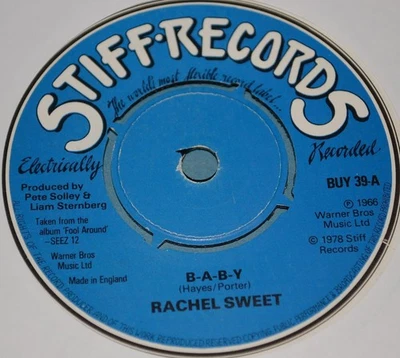 STIFF·RECORDS
The world's most flexible record label...
Electrically
Recorded
Produced by
Pete Solley &
Liam Sternberg
Taken from the
album 'Fool Around'
-SEEZ 12
Warner Bros
Music Ltd
Made in England
BUY 39-A
℗ 1966
Warner Bros
Music Ltd
© 1978 Stiff
Records
B-A-B-Y
(Hayes/Porter)
RACHEL SWEET